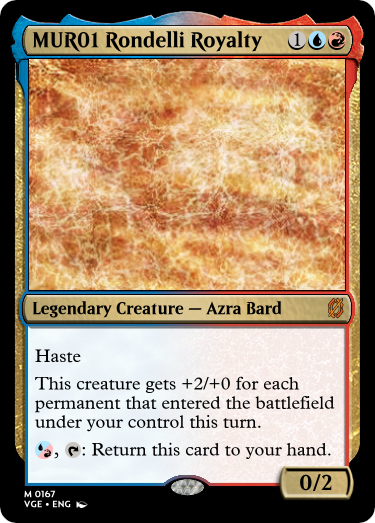 MUR01 Rondelli Royalty 1
Legendary Creature — Azra Bard
Haste
This creature gets +2/+0 for each
permanent that entered the battlefield
under your control this turn.
, : Return this card to your hand.
0/2
M 0167
VGE • ENG